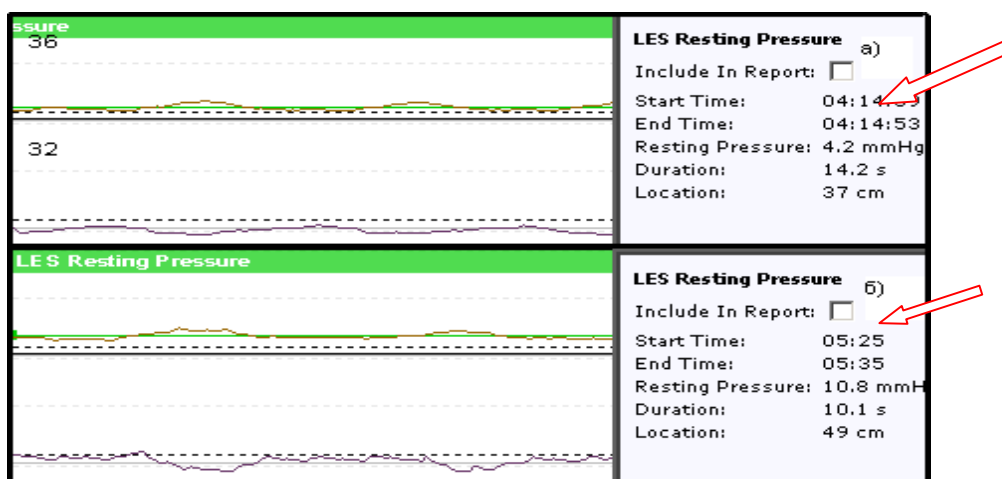 ssure
36
32
LES Resting Pressure а)
Include In Report:
Start Time:
End Time: 04:14:53
Resting Pressure: 4.2 mmHg
Duration: 14.2 s
Location: 37 cm
LES Resting Pressure
LES Resting Pressure б)
Include In Report:
Start Time: 05:25
End Time: 05:35
Resting Pressure: 10.8 mmH
Duration: 10.1 s
Location: 49 cm